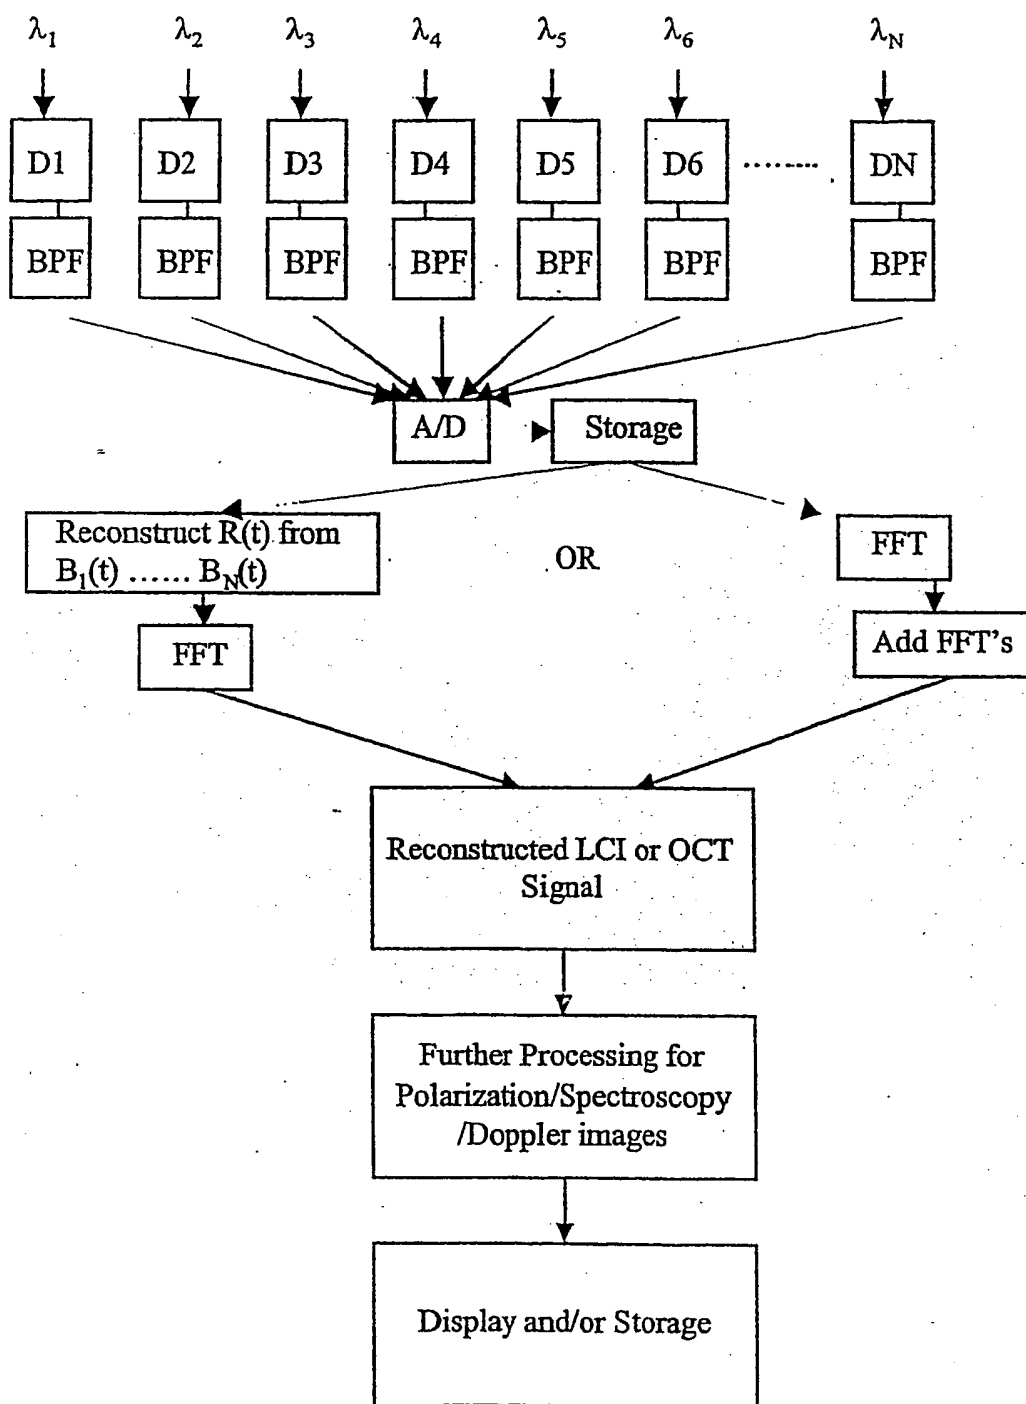 λ1 λ2 λ3 λ4 λ5 λ6 λN
D1 D2 D3 D4 D5 D6 ........ DN
BPF BPF BPF BPF BPF BPF BPF
A/D Storage
Reconstruct R(t) from
B1(t) ...... BN(t)
OR
FFT
FFT
Add FFT's
Reconstructed LCI or OCT
Signal
Further Processing for
Polarization/Spectroscopy
/Doppler images
Display and/or Storage